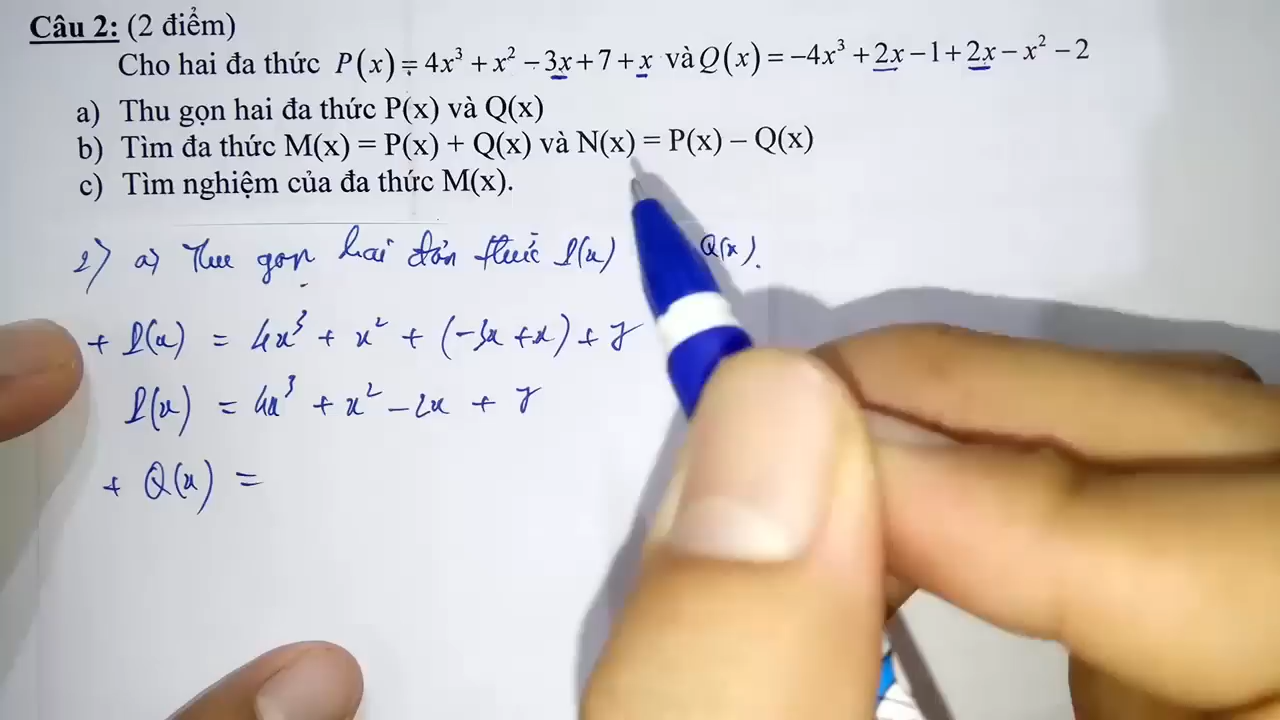 Câu 2: (2 điểm)
Cho hai đa thức P(x) = 4x³ + x² − 3x + 7 + x và Q(x) = −4x³ + 2x − 1 + 2x − x² − 2
a) Thu gọn hai đa thức P(x) và Q(x)
b) Tìm đa thức M(x) = P(x) + Q(x) và N(x) = P(x) − Q(x)
c) Tìm nghiệm của đa thức M(x).
2) a) Thu gọn hai đơn thức P(x) Q(x).
+ P(x) = 4x³ + x² + (−3x + x) + 7
P(x) = 4x³ + x² − 2x + 7
+ Q(x) =